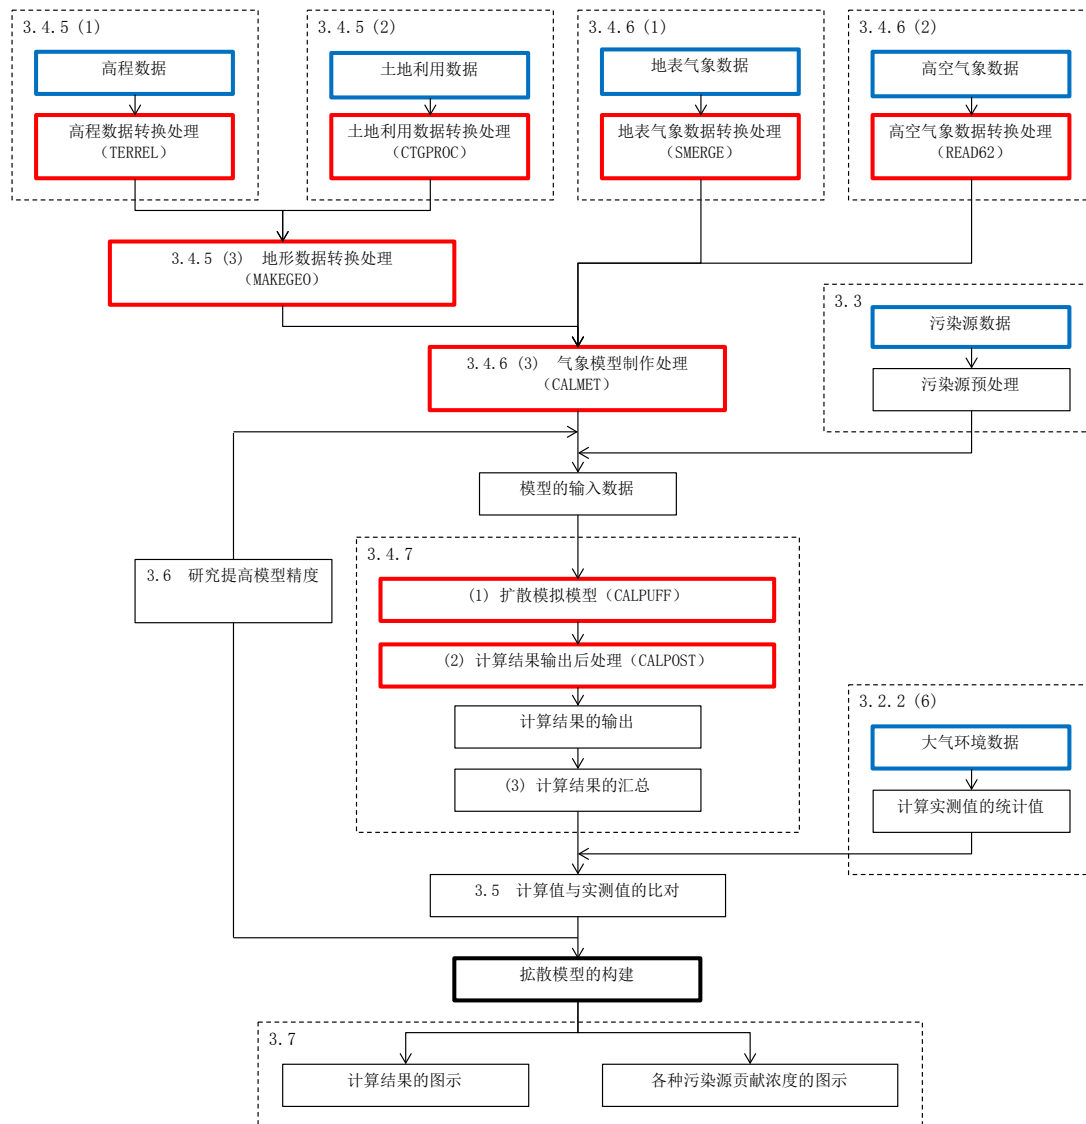 3.4.5 (1)
高程数据
高程数据转换处理
（TERREL）
3.4.5 (2)
土地利用数据
土地利用数据转换处理
（CTGPROC）
3.4.6 (1)
地表气象数据
地表气象数据转换处理
（SMERGE）
3.4.6 (2)
高空气象数据
高空气象数据转换处理
（READ62）
3.4.5 (3) 地形数据转换处理
（MAKEGEO）
3.3
污染源数据
污染源预处理
3.4.6 (3) 气象模型制作处理
（CALMET）
模型的输入数据
3.6 研究提高模型精度
3.4.7
(1) 扩散模拟模型（CALPUFF）
(2) 计算结果输出后处理（CALPOST）
计算结果的输出
(3) 计算结果的汇总
3.2.2 (6)
大气环境数据
计算实测值的统计值
3.5 计算值与实测值的比对
拡散模型的构建
3.7
计算结果的图示
各种污染源贡献浓度的图示